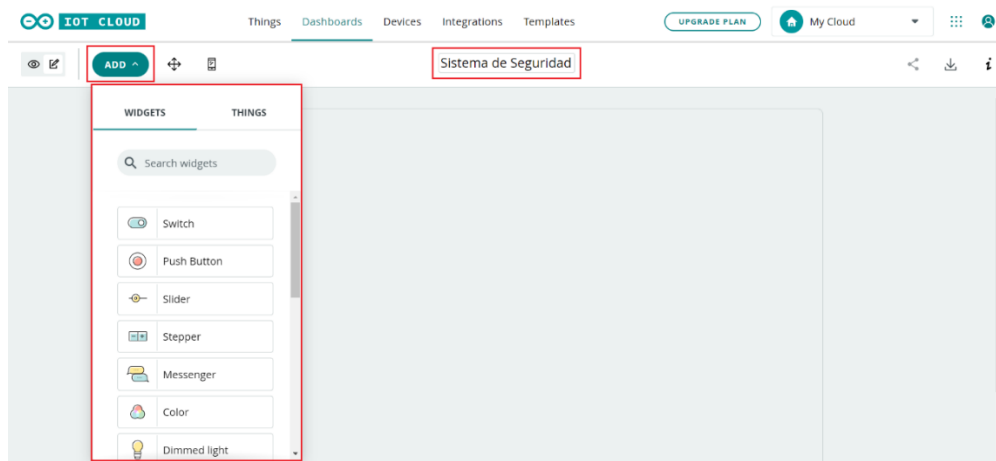 IOT CLOUD Things Dashboards Devices Integrations Templates UPGRADE PLAN My Cloud
ADD Sistema de Seguridad
WIDGETS THINGS
Search widgets
Switch
Push Button
Slider
Stepper
Messenger
Color
Dimmed light